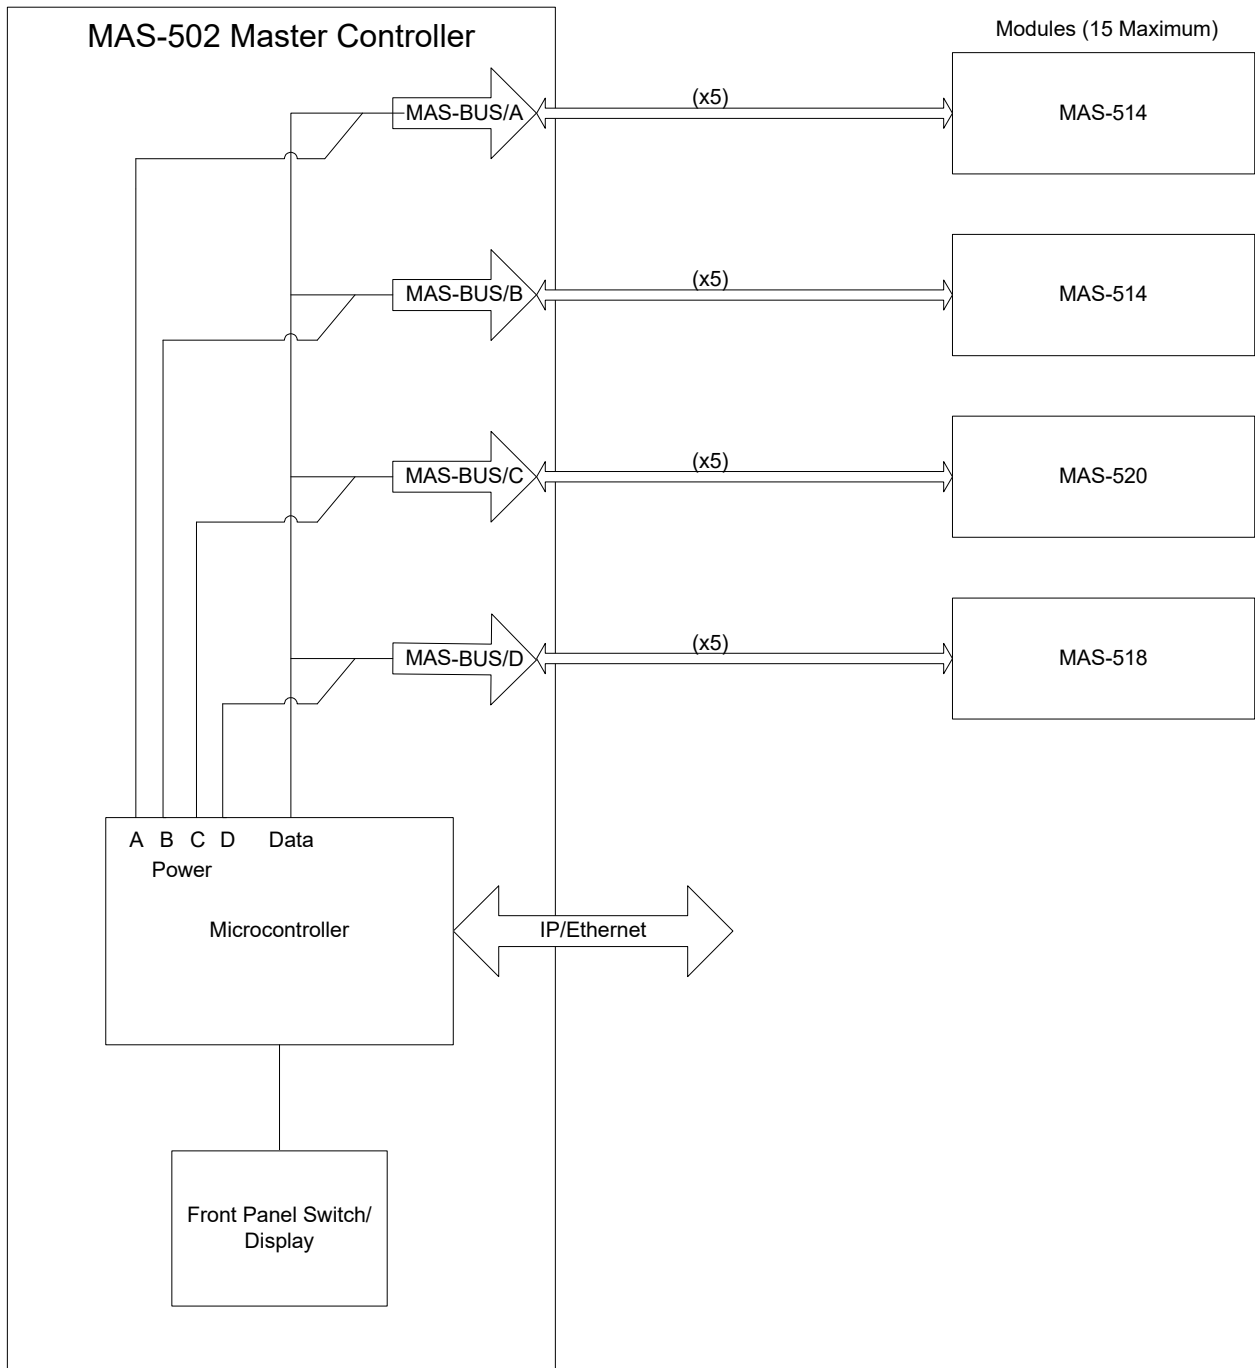 MAS-502 Master Controller
Modules (15 Maximum)
MAS-BUS/A
(x5)
MAS-514
MAS-BUS/B
(x5)
MAS-514
MAS-BUS/C
(x5)
MAS-520
MAS-BUS/D
(x5)
MAS-518
A B C D Data
Power
Microcontroller
IP/Ethernet
Front Panel Switch/
Display